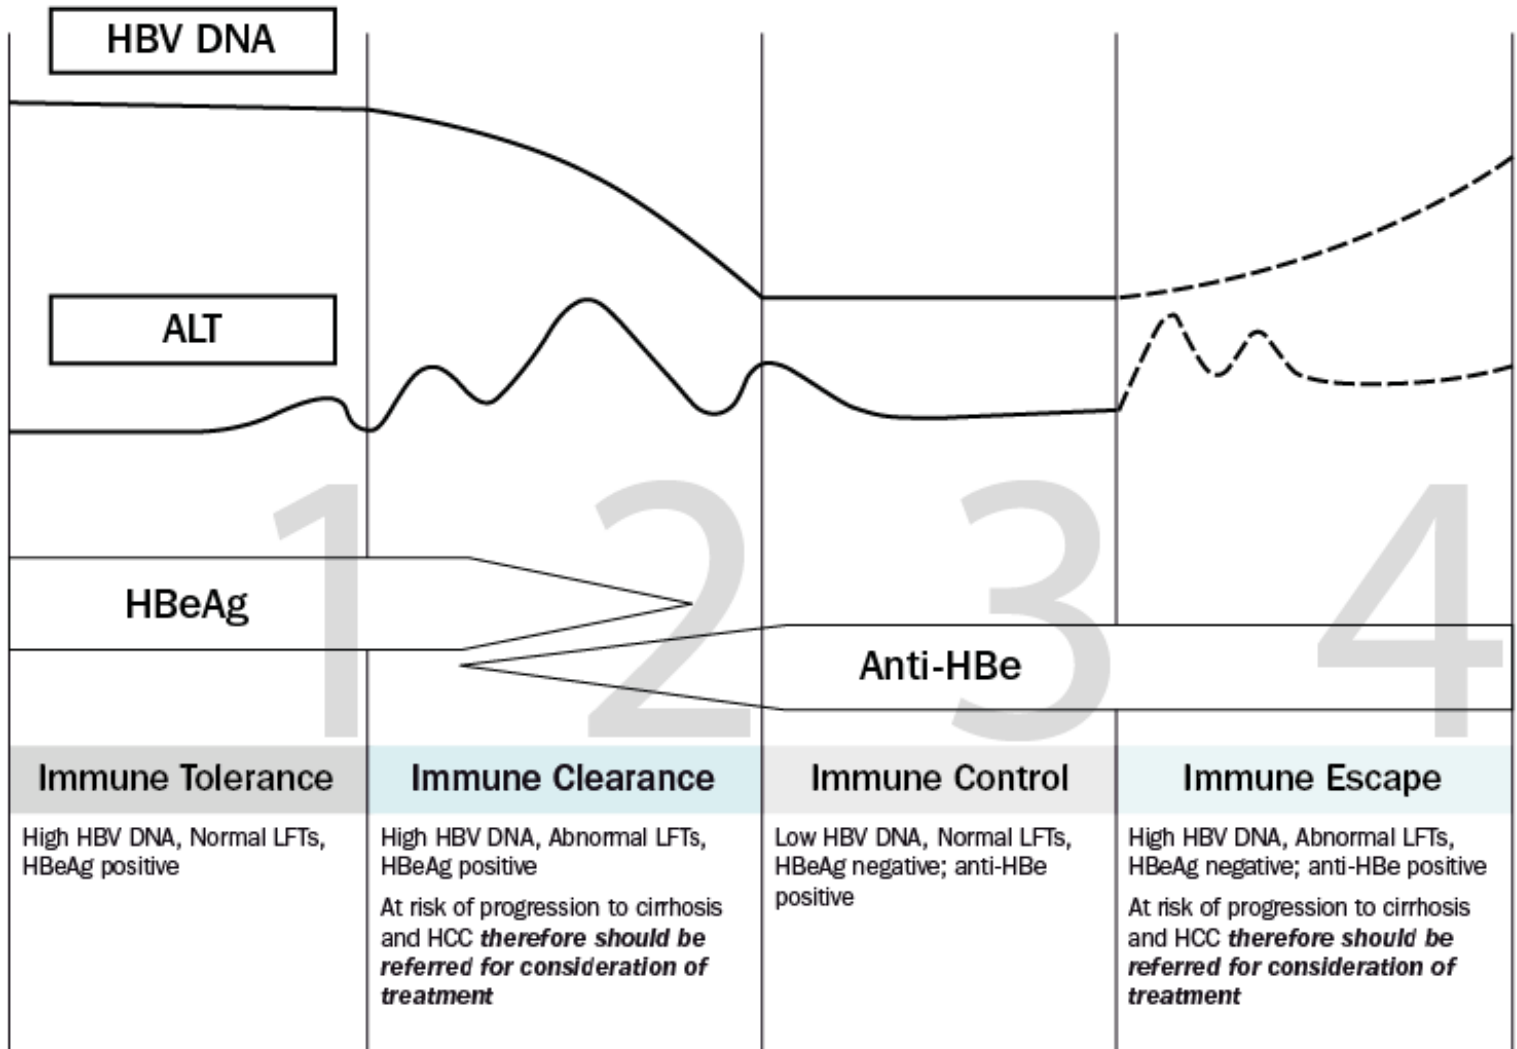 HBV DNA
ALT
1
2
3
4
HBeAg
Anti-HBe
Immune Tolerance
High HBV DNA, Normal LFTs,
HBeAg positive
Immune Clearance
High HBV DNA, Abnormal LFTs,
HBeAg positive
At risk of progression to cirrhosis
and HCC therefore should be
referred for consideration of
treatment
Immune Control
Low HBV DNA, Normal LFTs,
HBeAg negative; anti-HBe
positive
Immune Escape
High HBV DNA, Abnormal LFTs,
HBeAg negative; anti-HBe positive
At risk of progression to cirrhosis
and HCC therefore should be
referred for consideration of
treatment